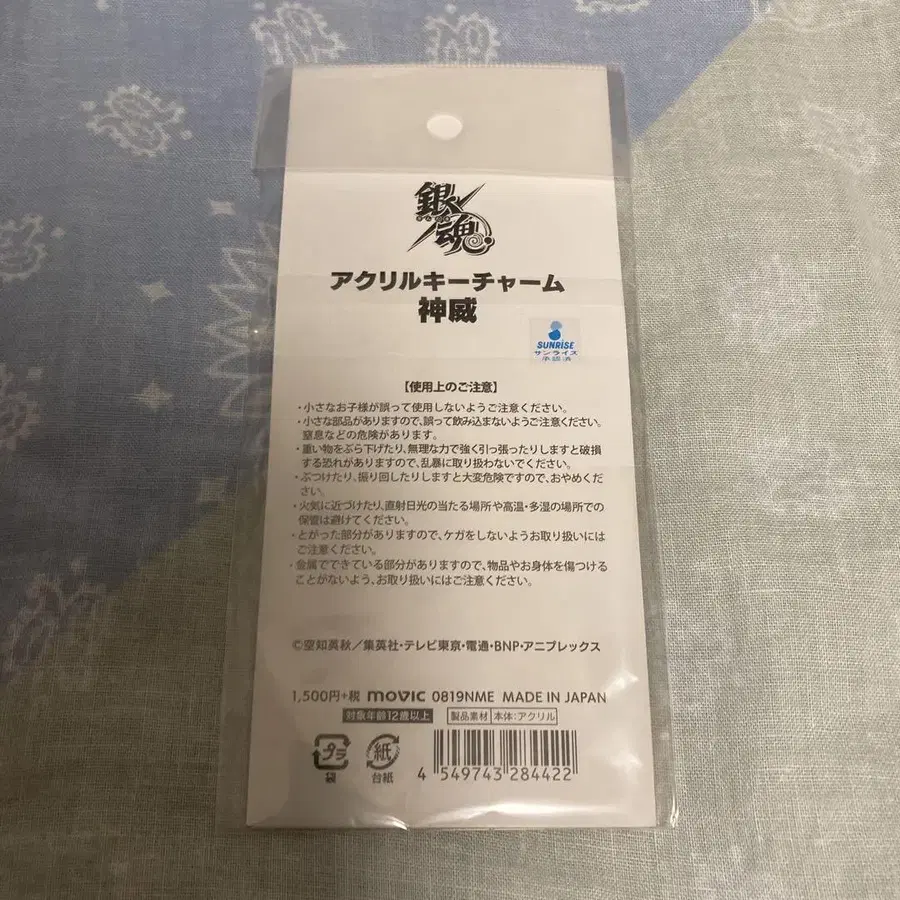 銀魂
アクリルキーチャーム
神威
SUNRISE
サンライズ
承認済
【使用上のご注意】
・小さなお子様が誤って使用しないようご注意ください。
・小さな部品がありますので、誤って飲み込まないようご注意ください。
窒息などの危険があります。
・重い物をぶら下げたり、無理な力で強く引っ張ったりしますと破損
する恐れがありますので、乱暴に取り扱わないでください。
・ぶつけたり、振り回したりしますと大変危険ですので、おやめくだ
さい。
・火気に近づけたり、直射日光の当たる場所や高温・多湿の場所での
保管は避けてください。
・とがった部分がありますので、ケガをしないようお取り扱いには
ご注意ください。
・金属でできている部分がありますので、物品やお身体を傷つける
ことがないよう、お取り扱いにはご注意ください。
©空知英秋／集英社・テレビ東京・電通・BNP・アニプレックス
1,500円+税 movic 0819NME MADE IN JAPAN
対象年齢12歳以上 製品素材 本体：アクリル
プラ 紙
袋 台紙
4 549743 284422